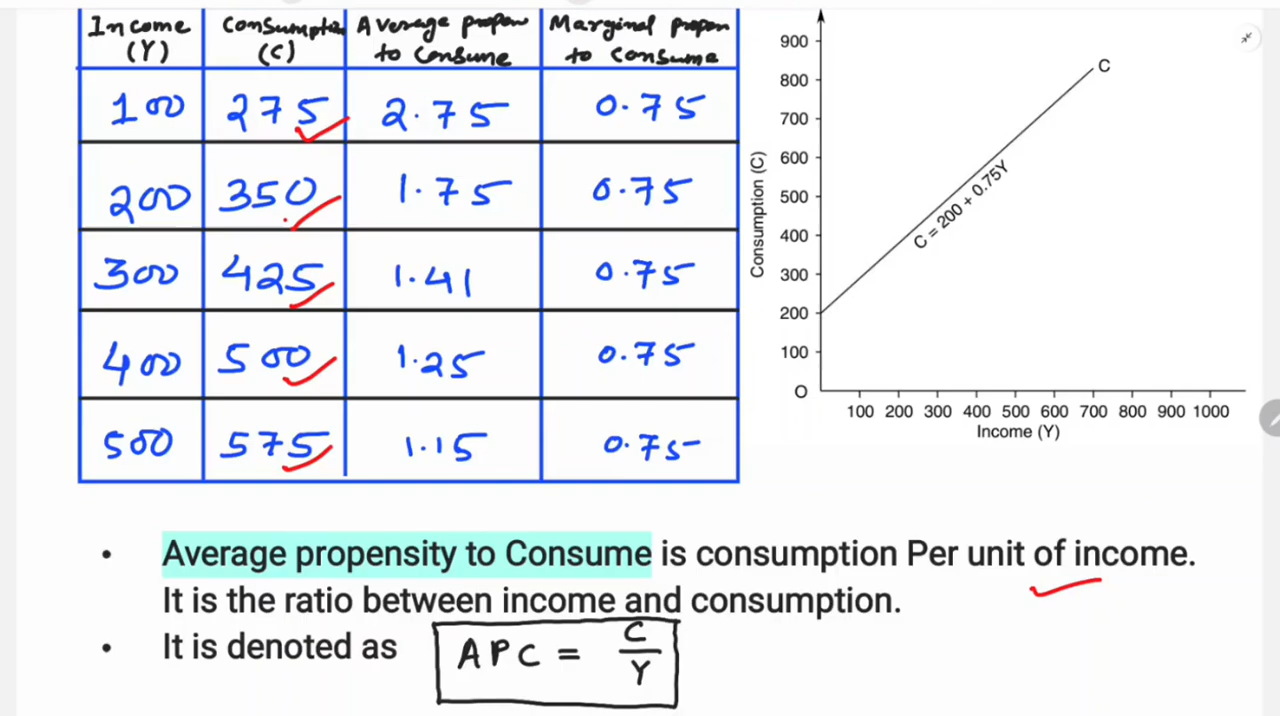 Income Consumption Average propen Marginal propen
(Y) (C) to Consume to Consume
100 275 2.75 0.75
200 350 1.75 0.75
300 425 1.41 0.75
400 500 1.25 0.75
500 575 1.15 0.75
900
800
700
600
500
400
300
200
100
O
Consumption (C)
C
C = 200 + 0.75Y
100 200 300 400 500 600 700 800 900 1000
Income (Y)
• Average propensity to Consume is consumption Per unit of income.
It is the ratio between income and consumption.
• It is denoted as APC = C/Y